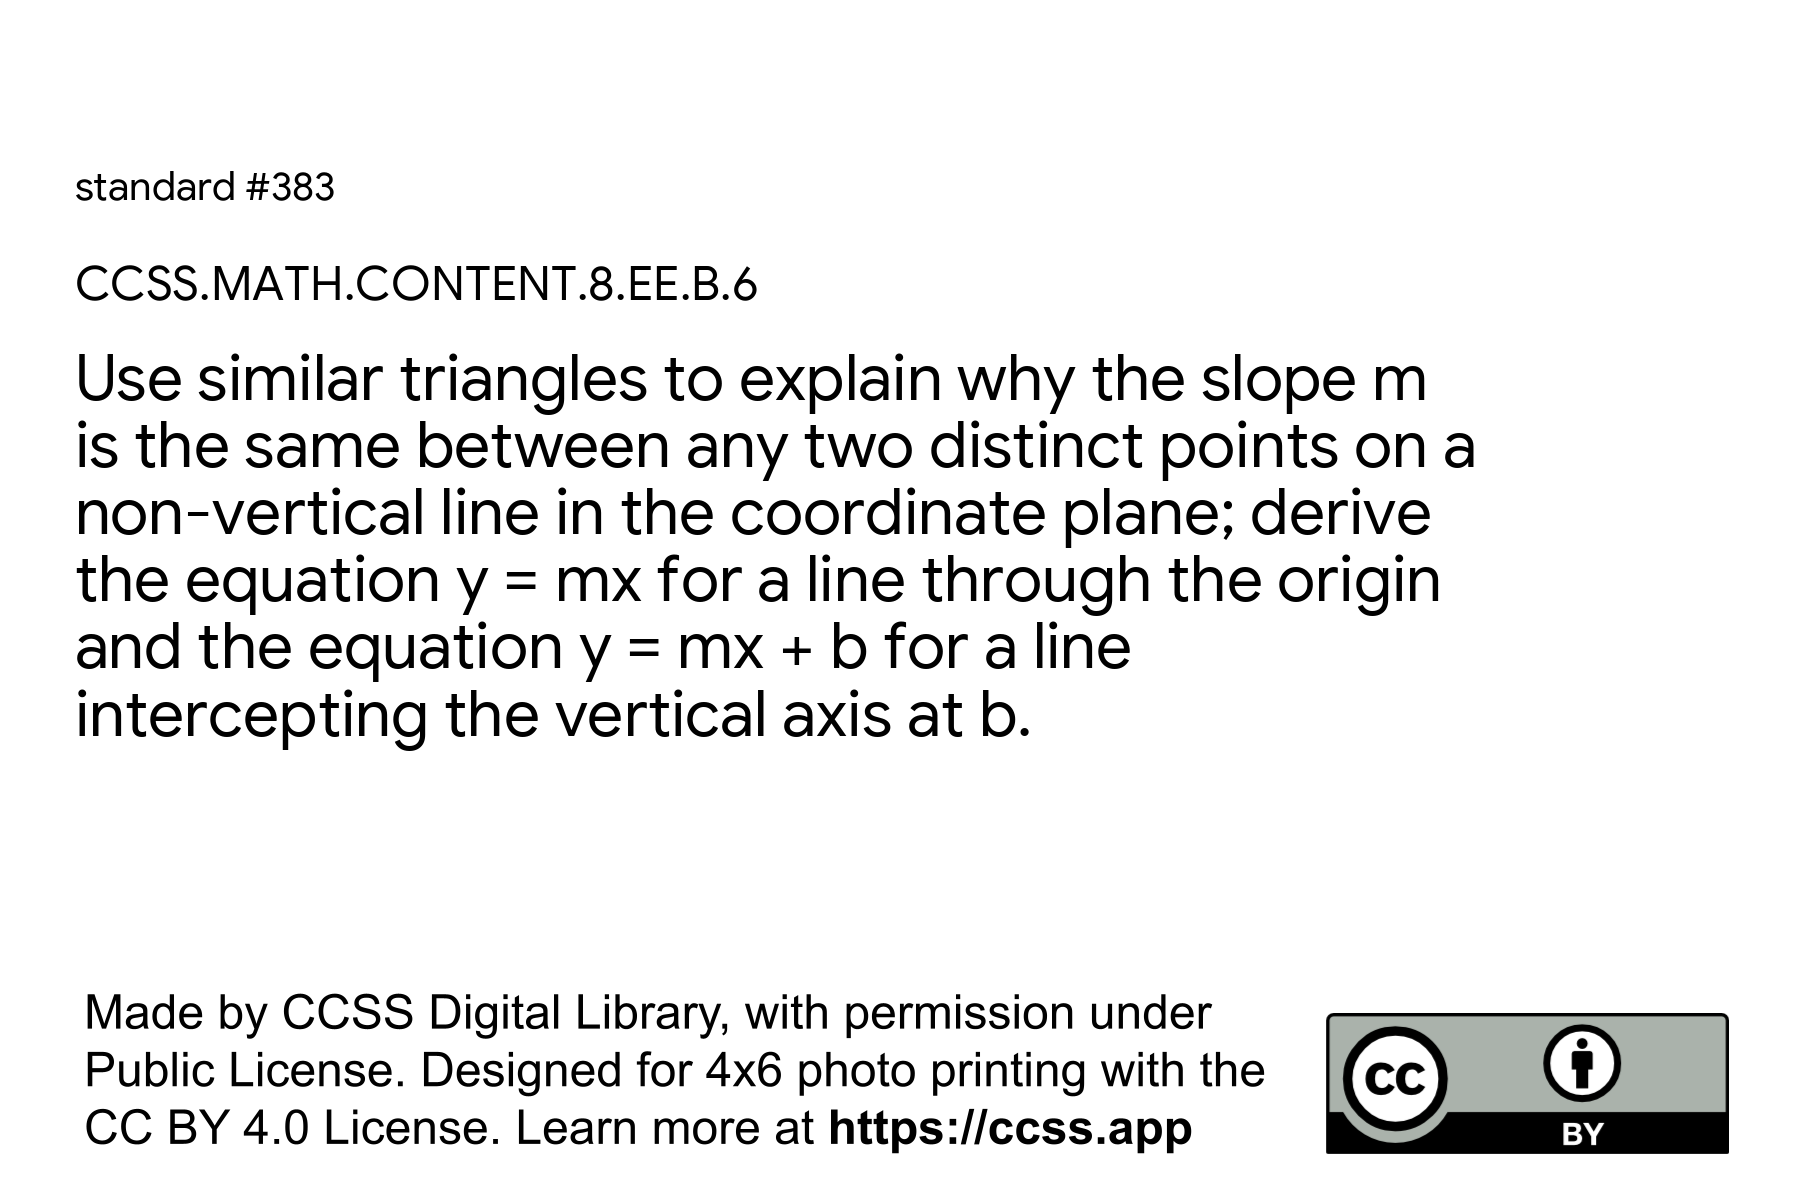 standard #383
CCSS.MATH.CONTENT.8.EE.B.6
Use similar triangles to explain why the slope m
is the same between any two distinct points on a
non-vertical line in the coordinate plane; derive
the equation y = mx for a line through the origin
and the equation y = mx + b for a line
intercepting the vertical axis at b.
Made by CCSS Digital Library, with permission under
Public License. Designed for 4x6 photo printing with the
CC BY 4.0 License. Learn more at https://ccss.app
cc
BY